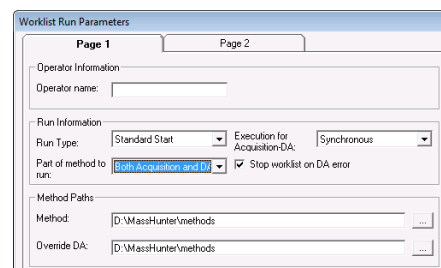 Worklist Run Parameters
Page 1
Page 2
Operator Information
Operator name:
Run Information
Run Type:
Standard Start
Execution for Acquisition-DA:
Synchronous
Part of method to run:
Both Acquisition and DA
Stop worklist on DA error
Method Paths
Method:
D:\MassHunter\methods
...
Override DA:
D:\MassHunter\methods
...